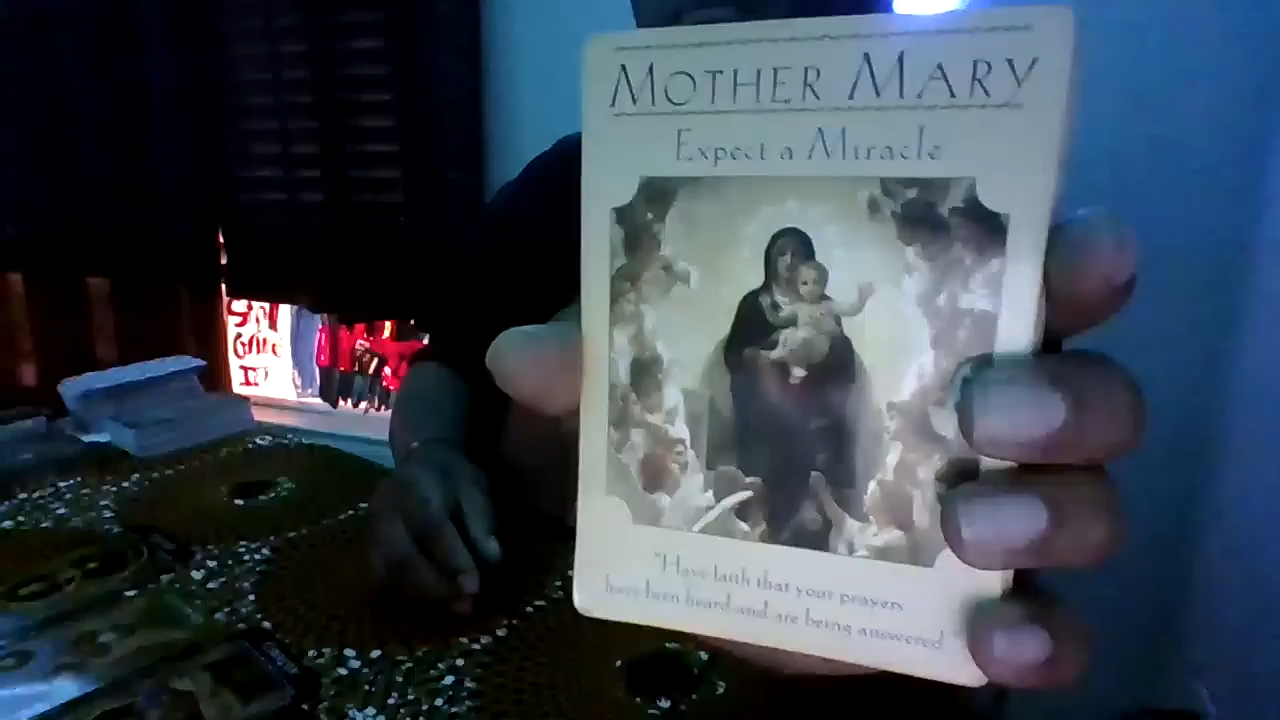 MOTHER MARY
Expect a Miracle
"Have faith that your prayers
have been heard and are being answered